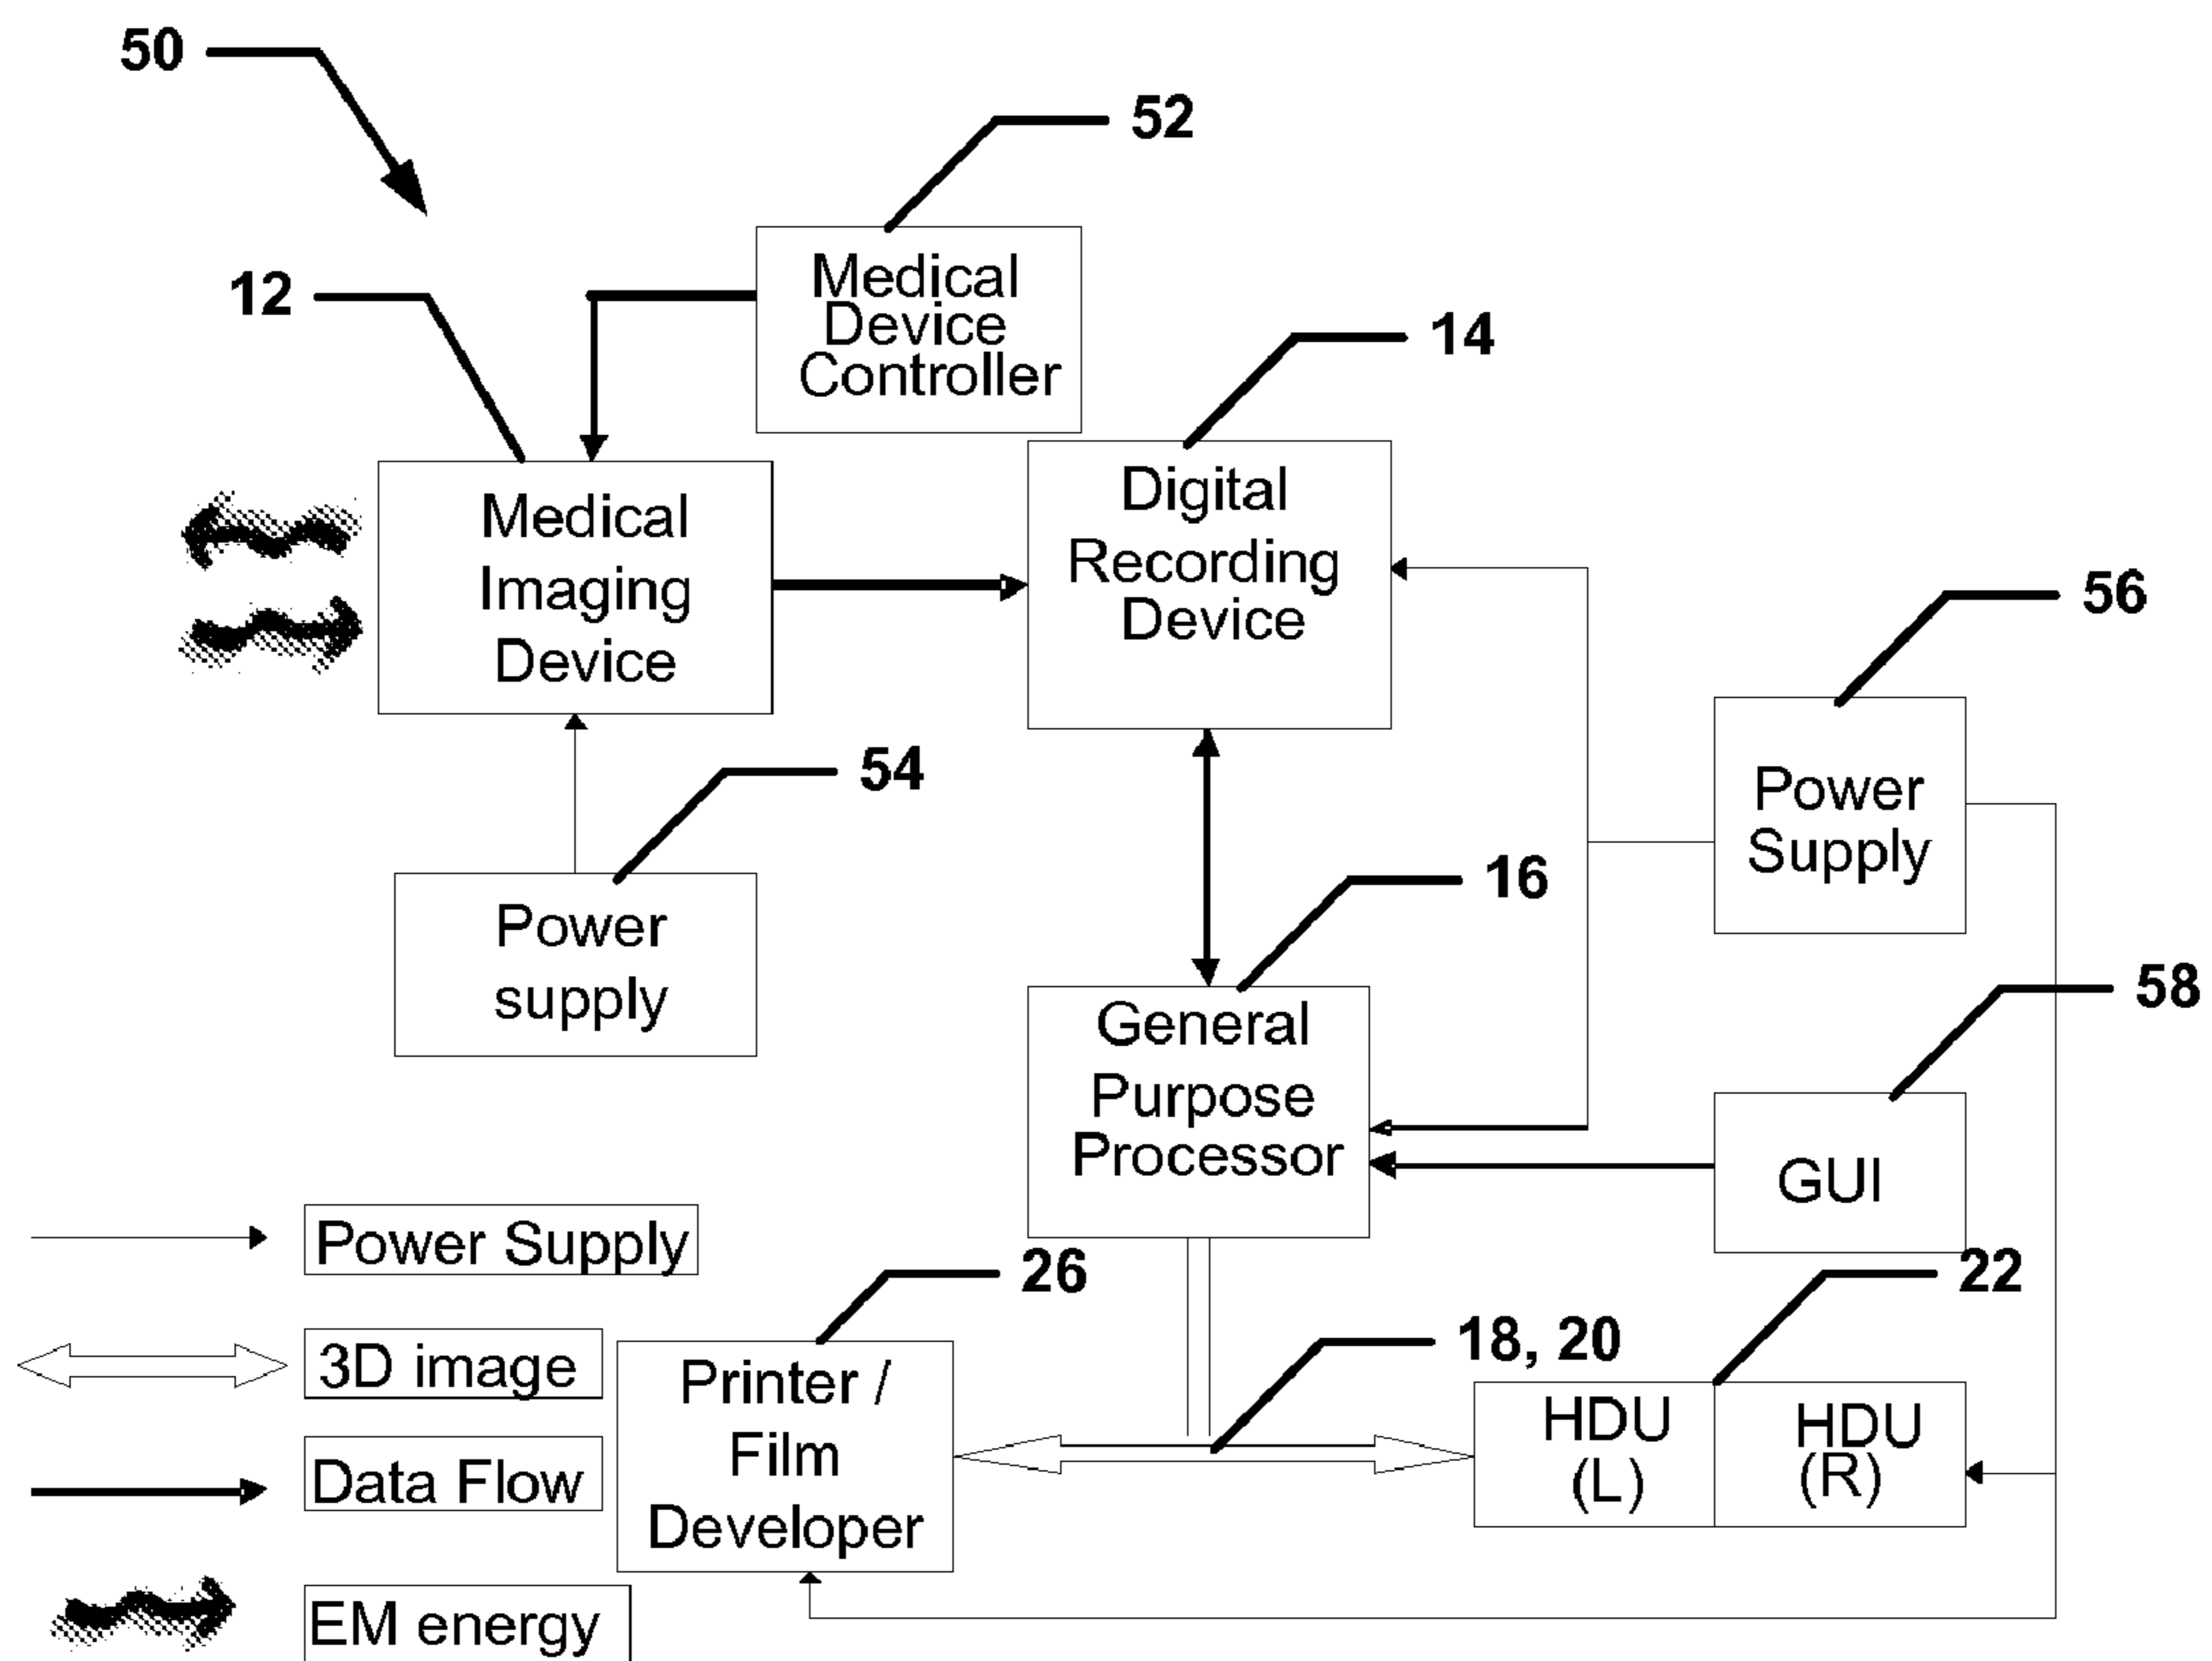 50
52
Medical
Device
Controller
12
14
Medical
Imaging
Device
Digital
Recording
Device
56
Power
Supply
54
Power
supply
16
General
Purpose
Processor
58
GUI
Power Supply
3D image
Data Flow
EM energy
26
Printer /
Film
Developer
18, 20
22
HDU
(L)
HDU
(R)